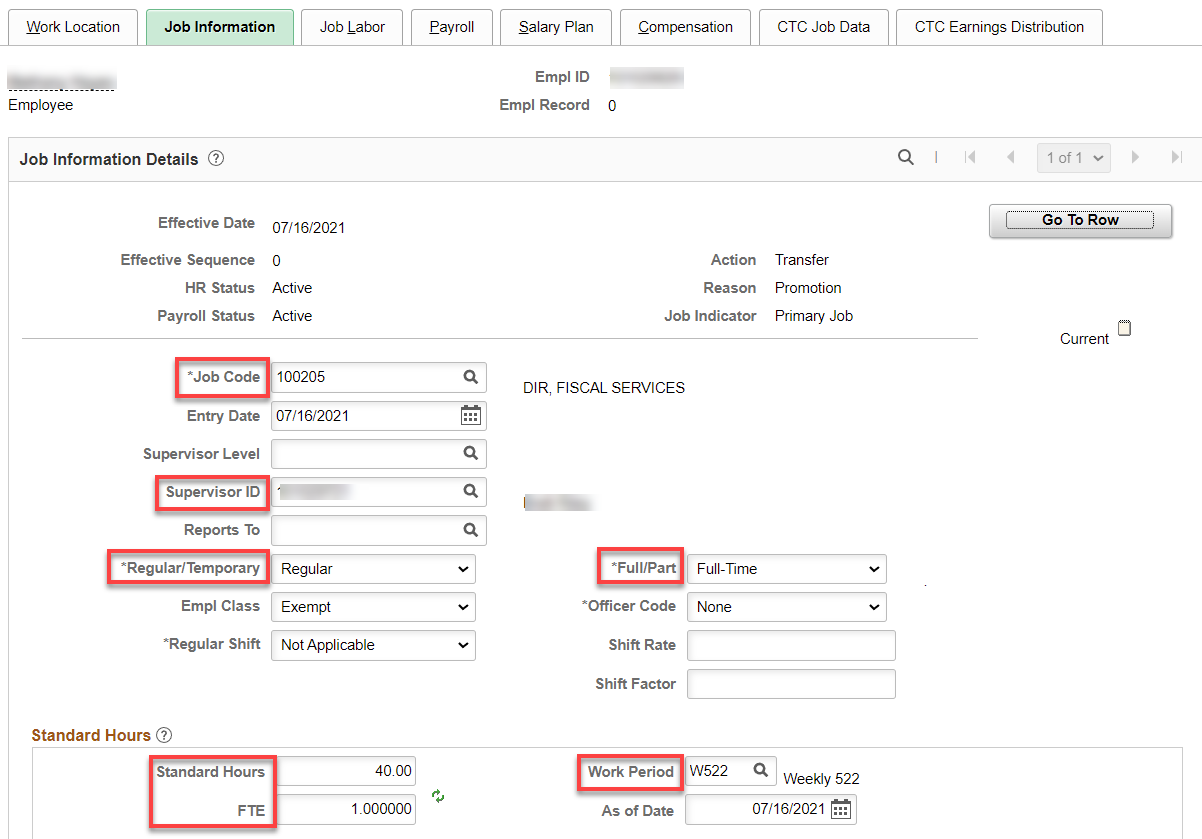 Work Location Job Information Job Labor Payroll Salary Plan Compensation CTC Job Data CTC Earnings Distribution
Empl ID
Employee Empl Record 0
Job Information Details ? 1 of 1
Effective Date 07/16/2021 Go To Row
Effective Sequence 0 Action Transfer
HR Status Active Reason Promotion
Payroll Status Active Job Indicator Primary Job
Current
*Job Code 100205 DIR, FISCAL SERVICES
Entry Date 07/16/2021
Supervisor Level
Supervisor ID
Reports To
*Regular/Temporary Regular *Full/Part Full-Time
Empl Class Exempt *Officer Code None
*Regular Shift Not Applicable Shift Rate
Shift Factor
Standard Hours ?
Standard Hours 40.00 Work Period W522 Weekly 522
FTE 1.000000 As of Date 07/16/2021